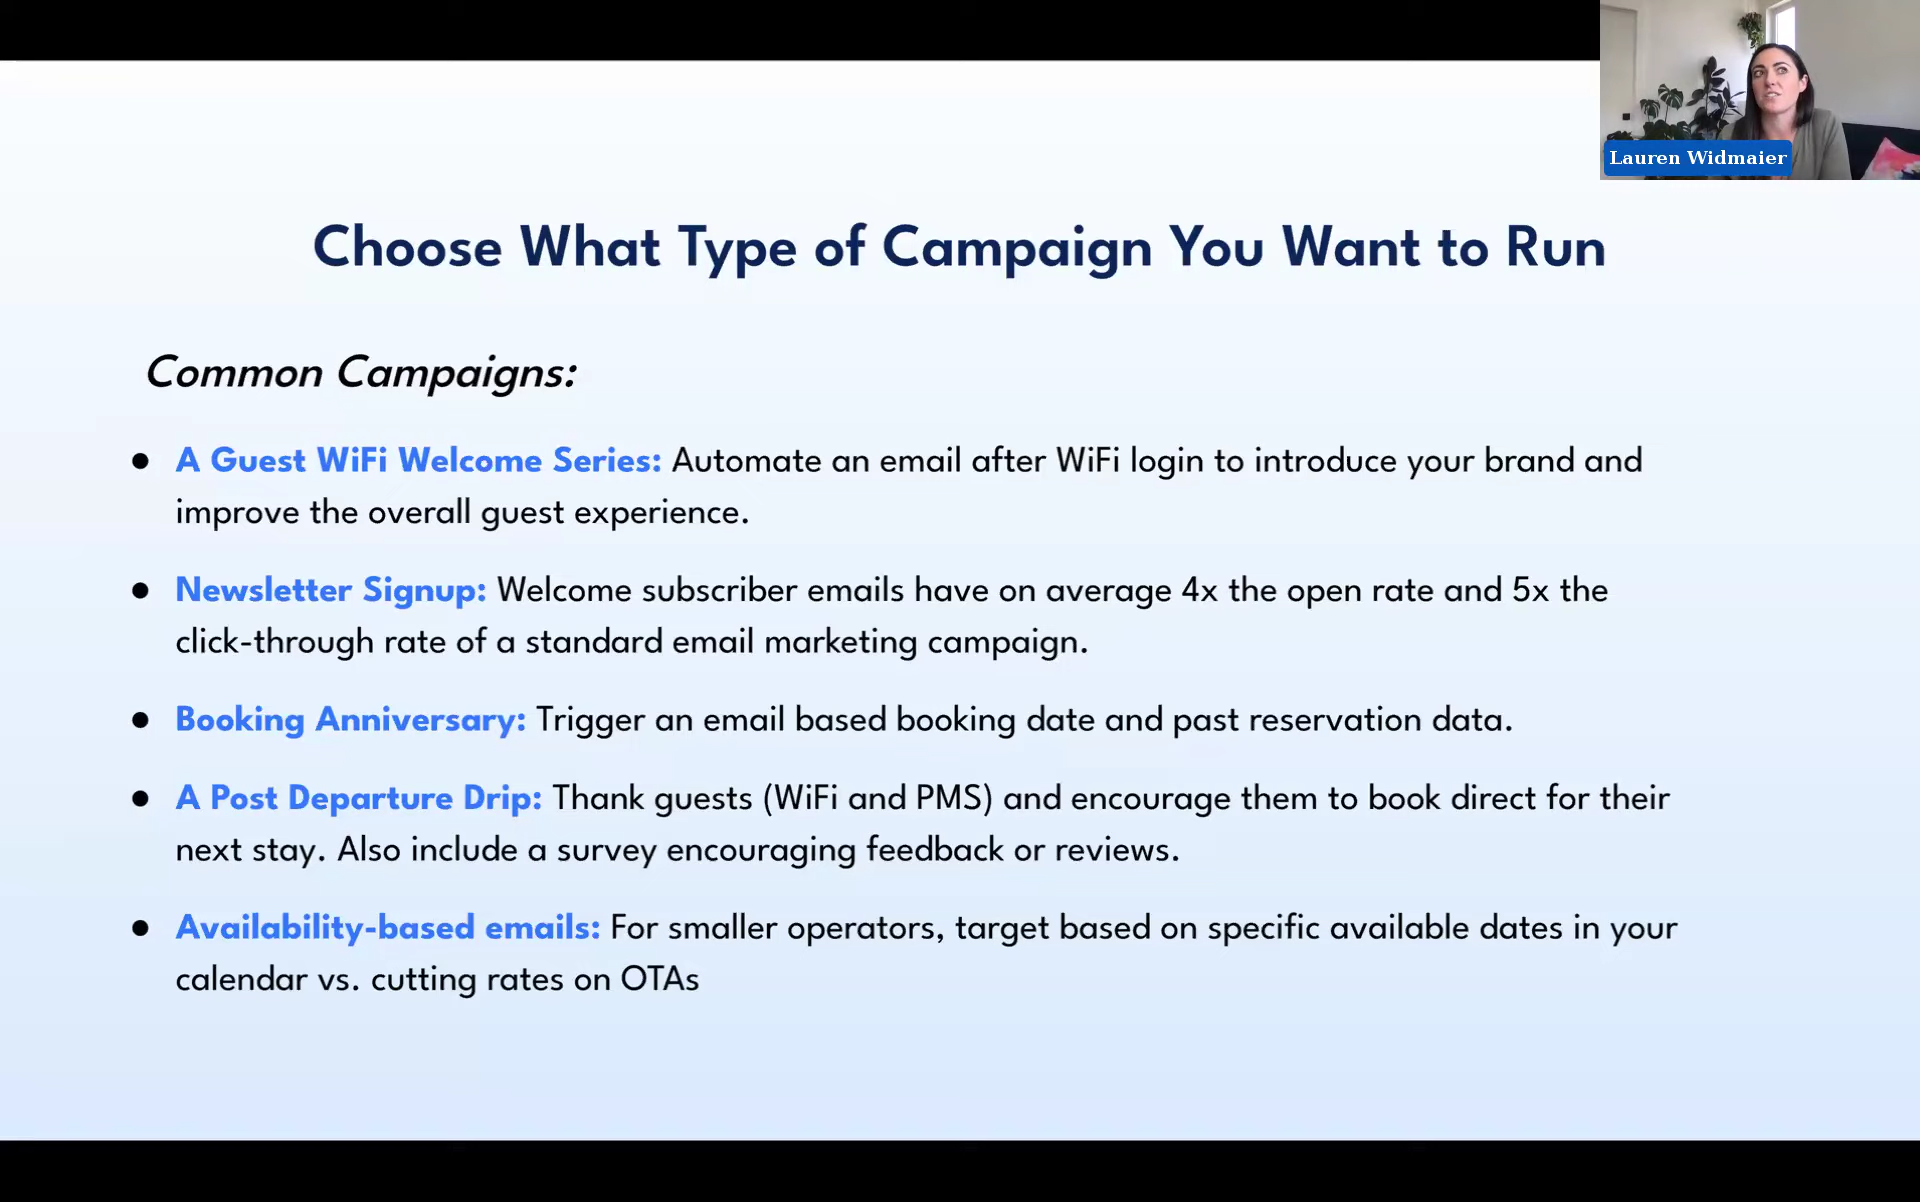 Lauren Widmaier
Choose What Type of Campaign You Want to Run
Common Campaigns:
● A Guest WiFi Welcome Series: Automate an email after WiFi login to introduce your brand and
improve the overall guest experience.
● Newsletter Signup: Welcome subscriber emails have on average 4x the open rate and 5x the
click-through rate of a standard email marketing campaign.
● Booking Anniversary: Trigger an email based booking date and past reservation data.
● A Post Departure Drip: Thank guests (WiFi and PMS) and encourage them to book direct for their
next stay. Also include a survey encouraging feedback or reviews.
● Availability-based emails: For smaller operators, target based on specific available dates in your
calendar vs. cutting rates on OTAs